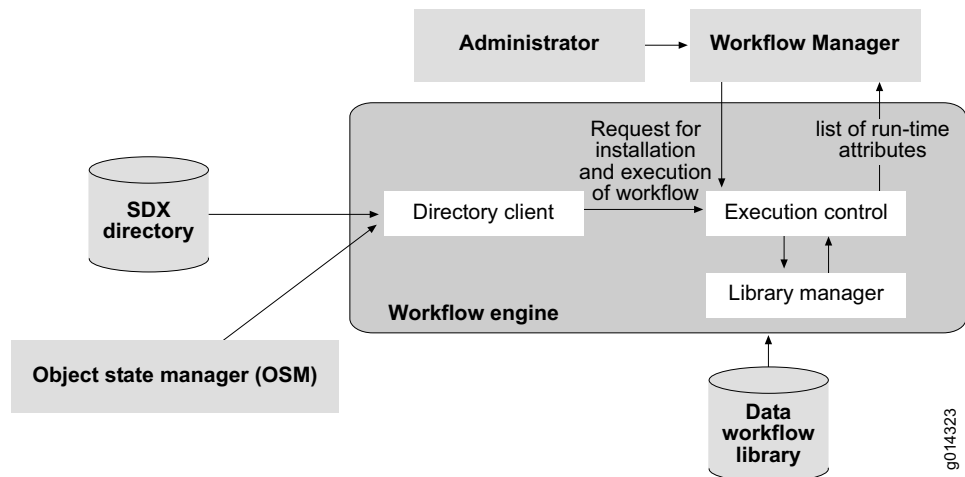 Administrator
Workflow Manager
Request for
installation
and execution
of workflow
list of run-time
attributes
SDX
directory
Directory client
Execution control
Library manager
Workflow engine
Object state manager (OSM)
Data
workflow
library
g014323